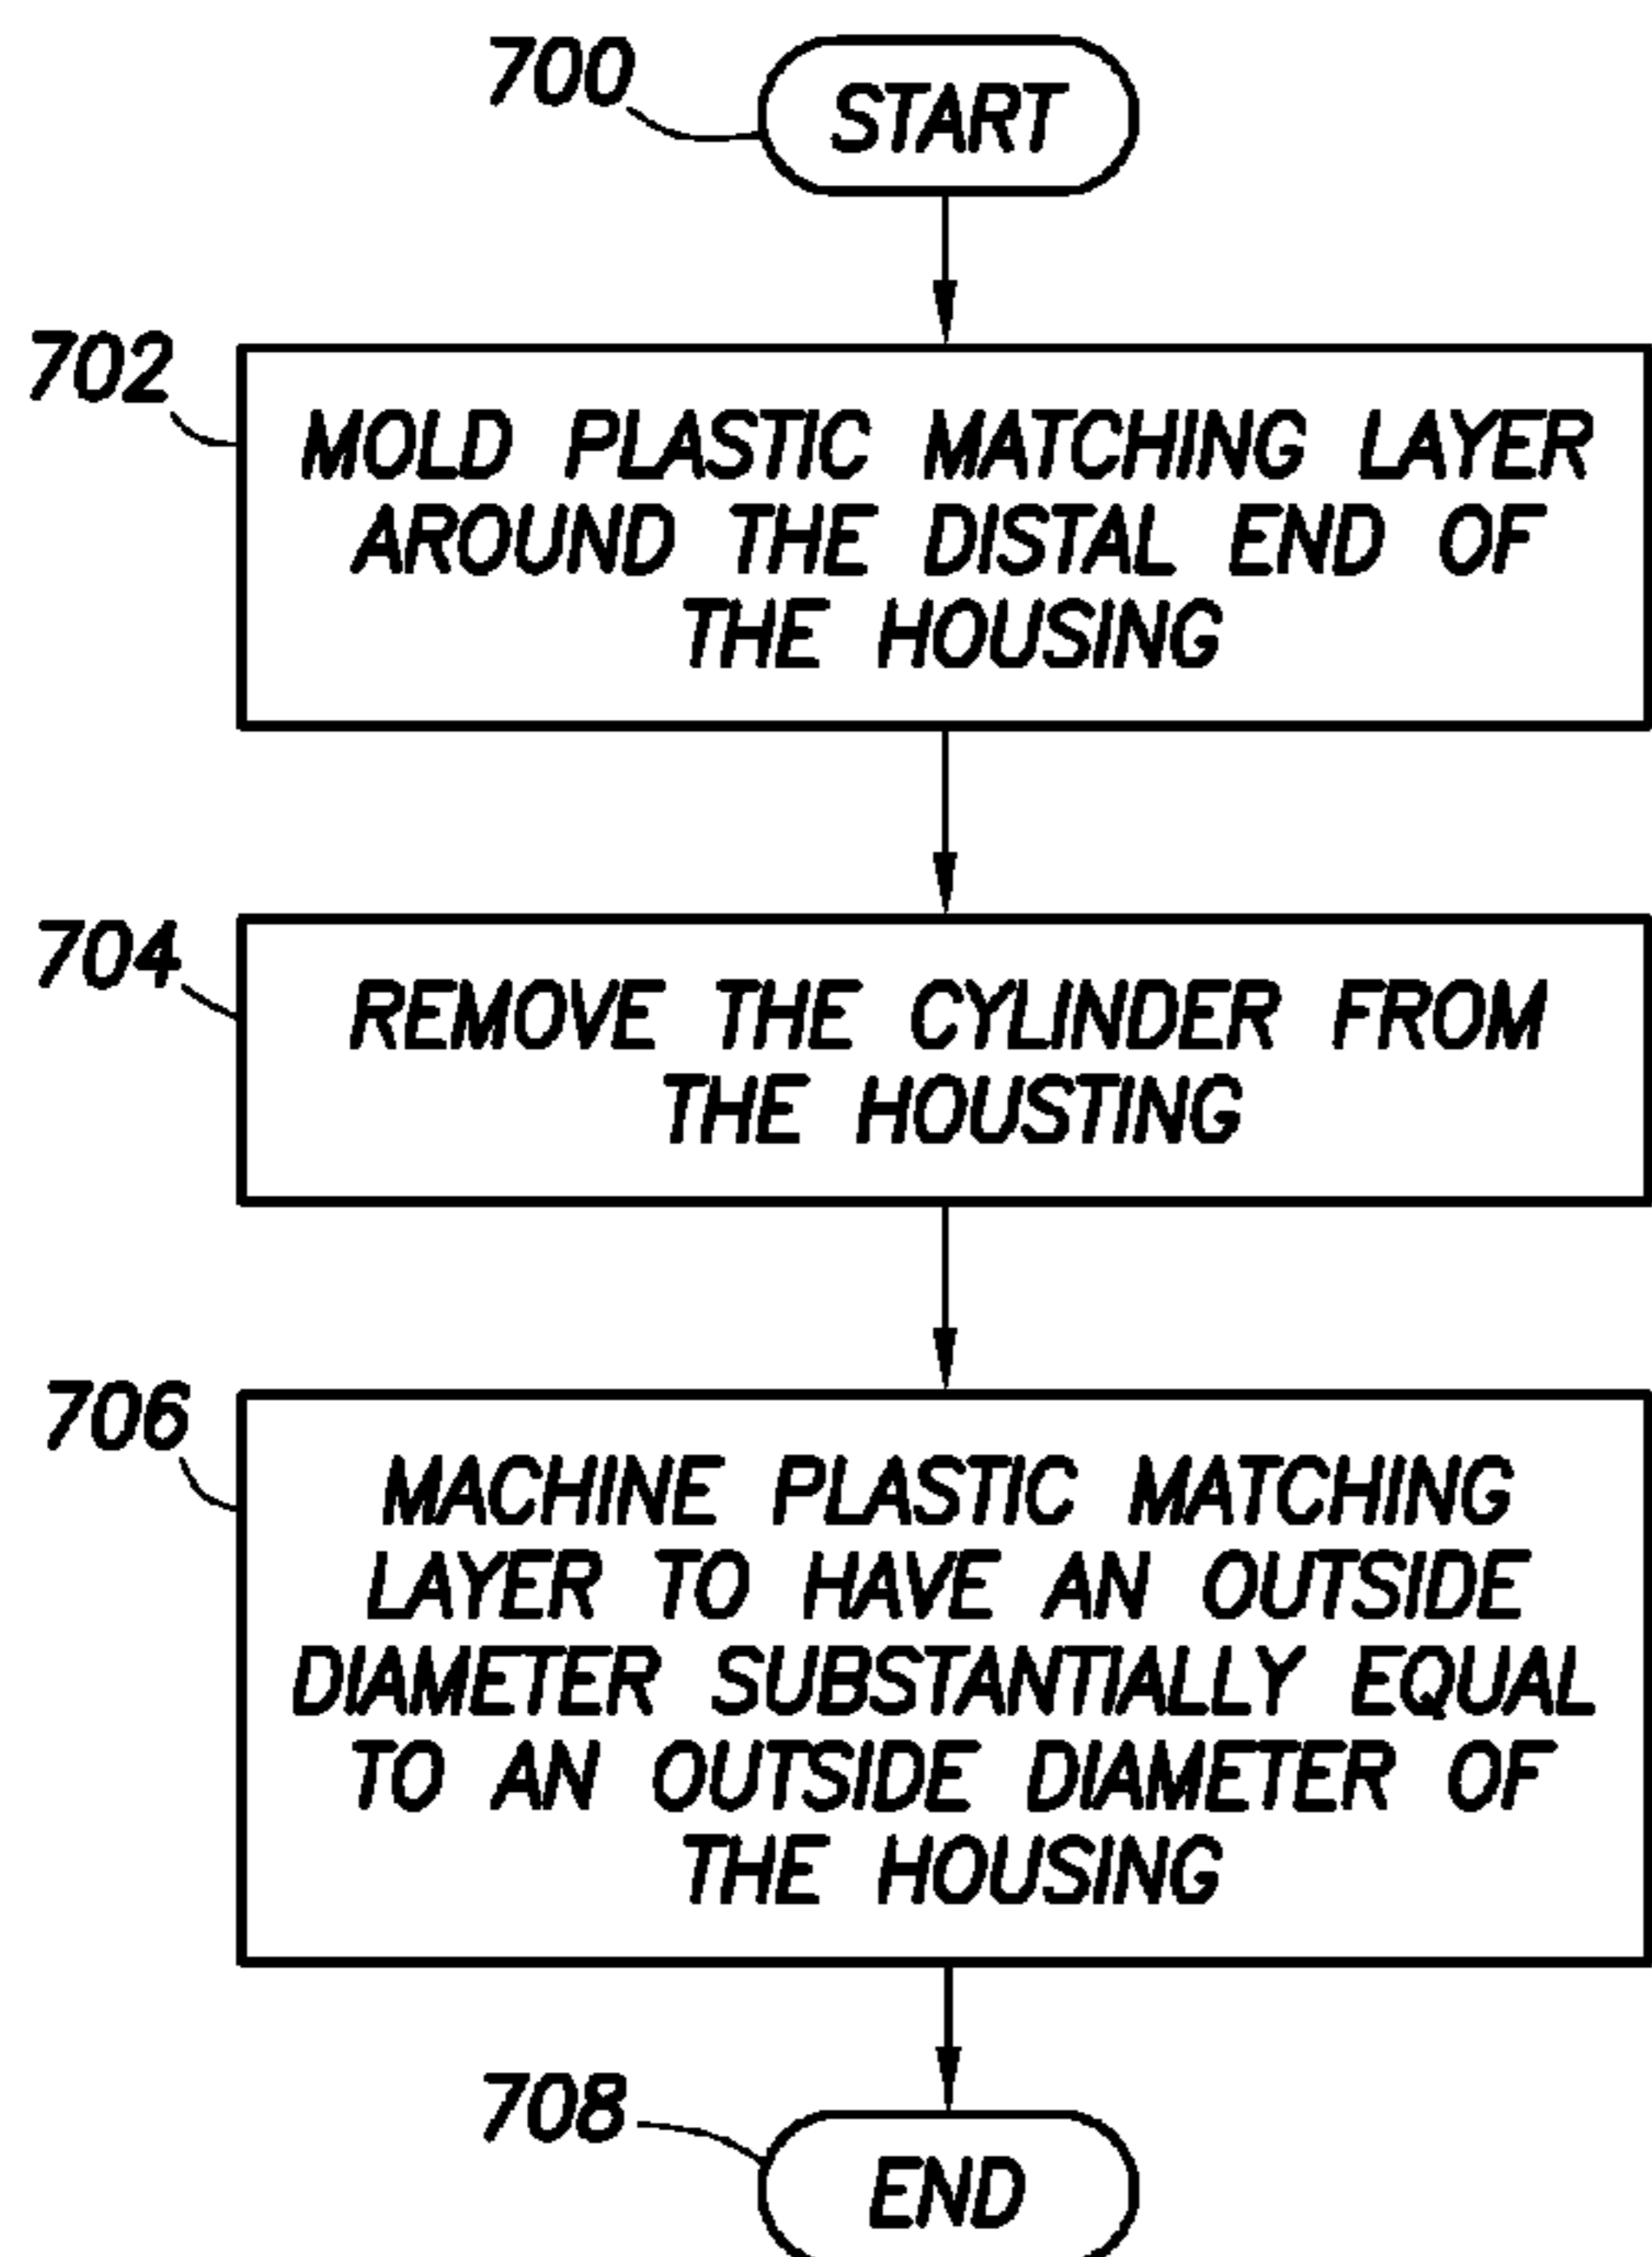 700
START
702
MOLD PLASTIC MATCHING LAYER
AROUND THE DISTAL END OF
THE HOUSING
704
REMOVE THE CYLINDER FROM
THE HOUSTING
706
MACHINE PLASTIC MATCHING
LAYER TO HAVE AN OUTSIDE
DIAMETER SUBSTANTIALLY EQUAL
TO AN OUTSIDE DIAMETER OF
THE HOUSING
708
END